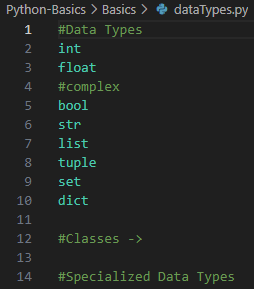 Python-Basics > Basics > dataTypes.py
1 #Data Types
2 int
3 float
4 #complex
5 bool
6 str
7 list
8 tuple
9 set
10 dict
11
12 #Classes ->
13
14 #Specialized Data Types